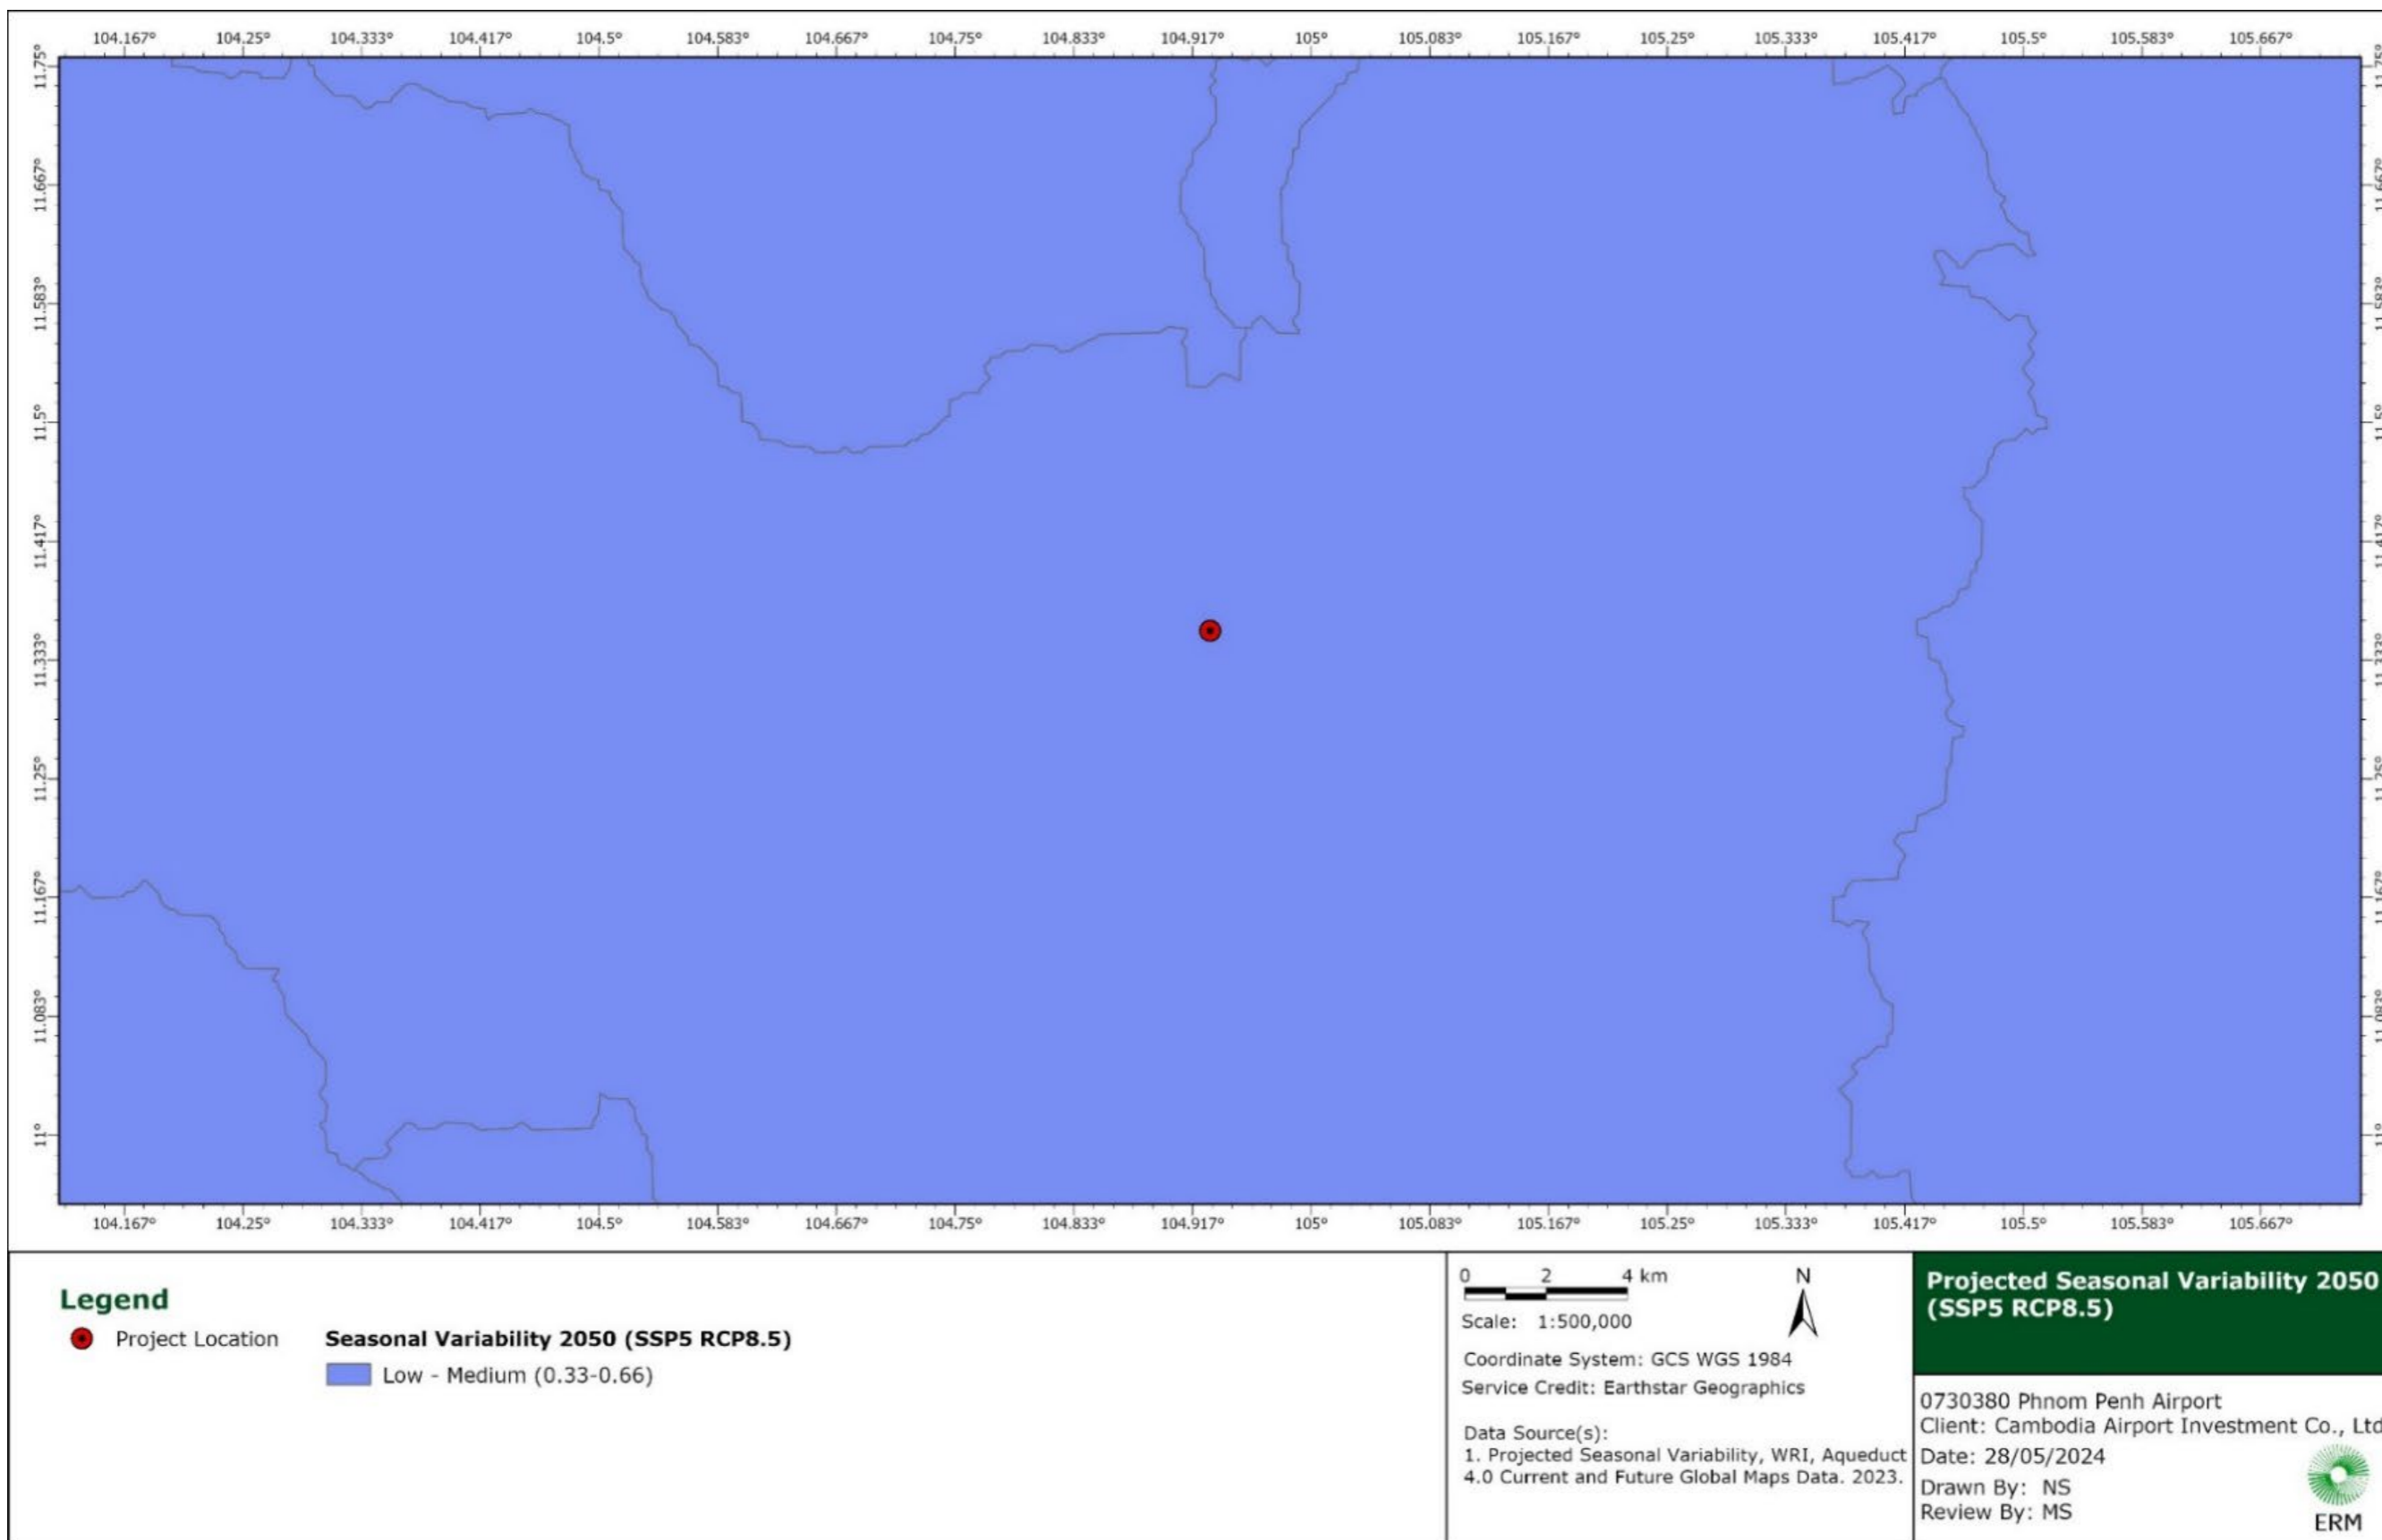 104.167° 104.25° 104.333° 104.417° 104.5° 104.583° 104.667° 104.75° 104.833° 104.917° 105° 105.083° 105.167° 105.25° 105.333° 105.417° 105.5° 105.583° 105.667°
11.75°
11.667°
11.583°
11.5°
11.417°
11.333°
11.25°
11.167°
11.083°
11°
104.167° 104.25° 104.333° 104.417° 104.5° 104.583° 104.667° 104.75° 104.833° 104.917° 105° 105.083° 105.167° 105.25° 105.333° 105.417° 105.5° 105.583° 105.667°
Legend
Project Location
Seasonal Variability 2050 (SSP5 RCP8.5)
Low - Medium (0.33-0.66)
0 2 4 km
N
Scale: 1:500,000
Coordinate System: GCS WGS 1984
Service Credit: Earthstar Geographics
Data Source(s):
1. Projected Seasonal Variability, WRI, Aqueduct
4.0 Current and Future Global Maps Data. 2023.
Projected Seasonal Variability 2050
(SSP5 RCP8.5)
0730380 Phnom Penh Airport
Client: Cambodia Airport Investment Co., Ltd
Date: 28/05/2024
Drawn By: NS
Review By: MS
ERM